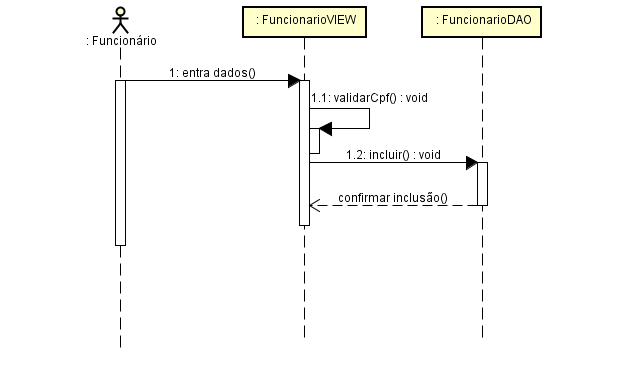 : FuncionarioVIEW
: FuncionarioDAO
: Funcionário
1: entra dados()
1.1: validarCpf() : void
1.2: incluir() : void
confirmar inclusão()